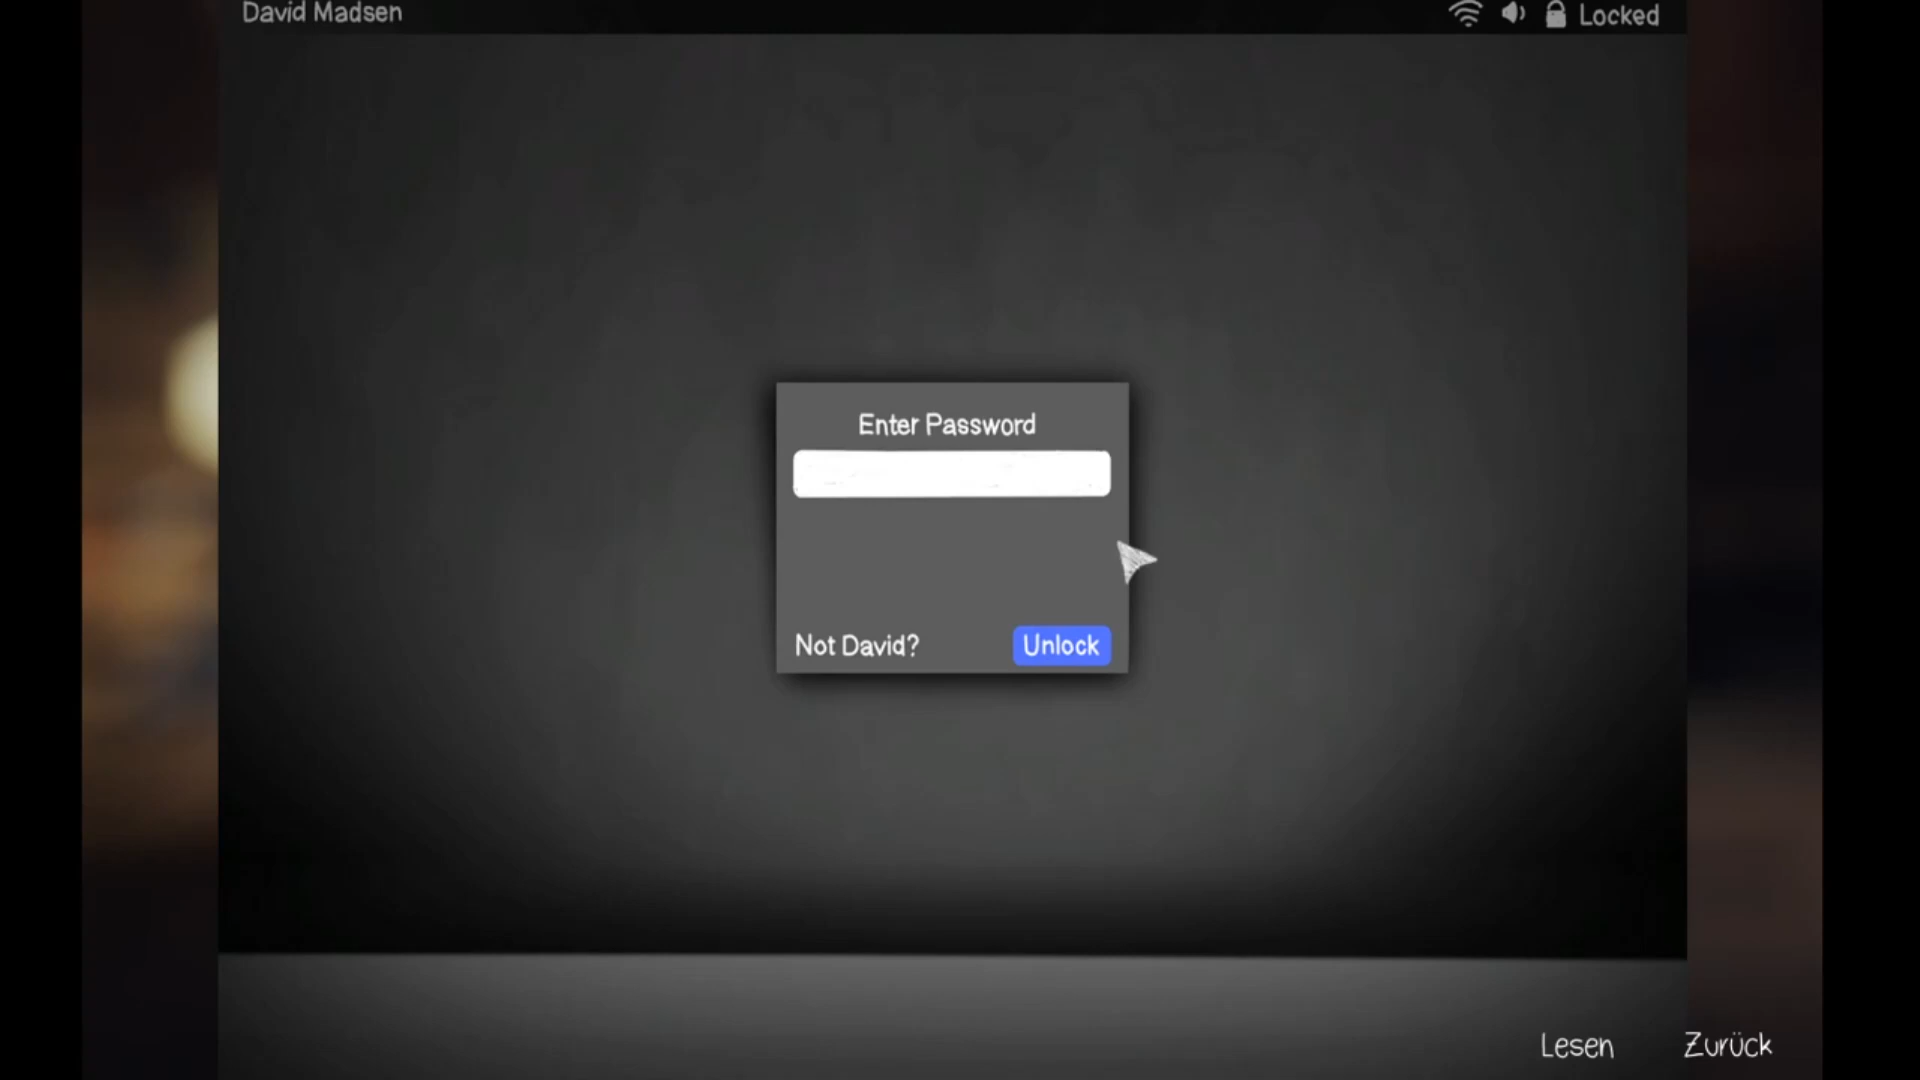 David Madsen
Locked
Enter Password
Not David?
Unlock
Lesen
Zurück